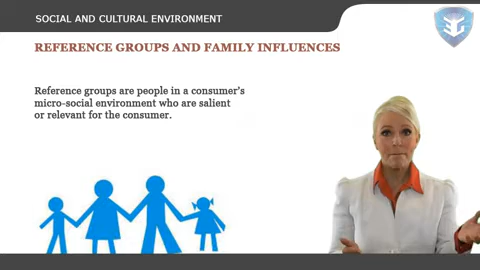 SOCIAL AND CULTURAL ENVIRONMENT
REFERENCE GROUPS AND FAMILY INFLUENCES
Reference groups are people in a consumer's
micro-social environment who are salient
or relevant for the consumer.